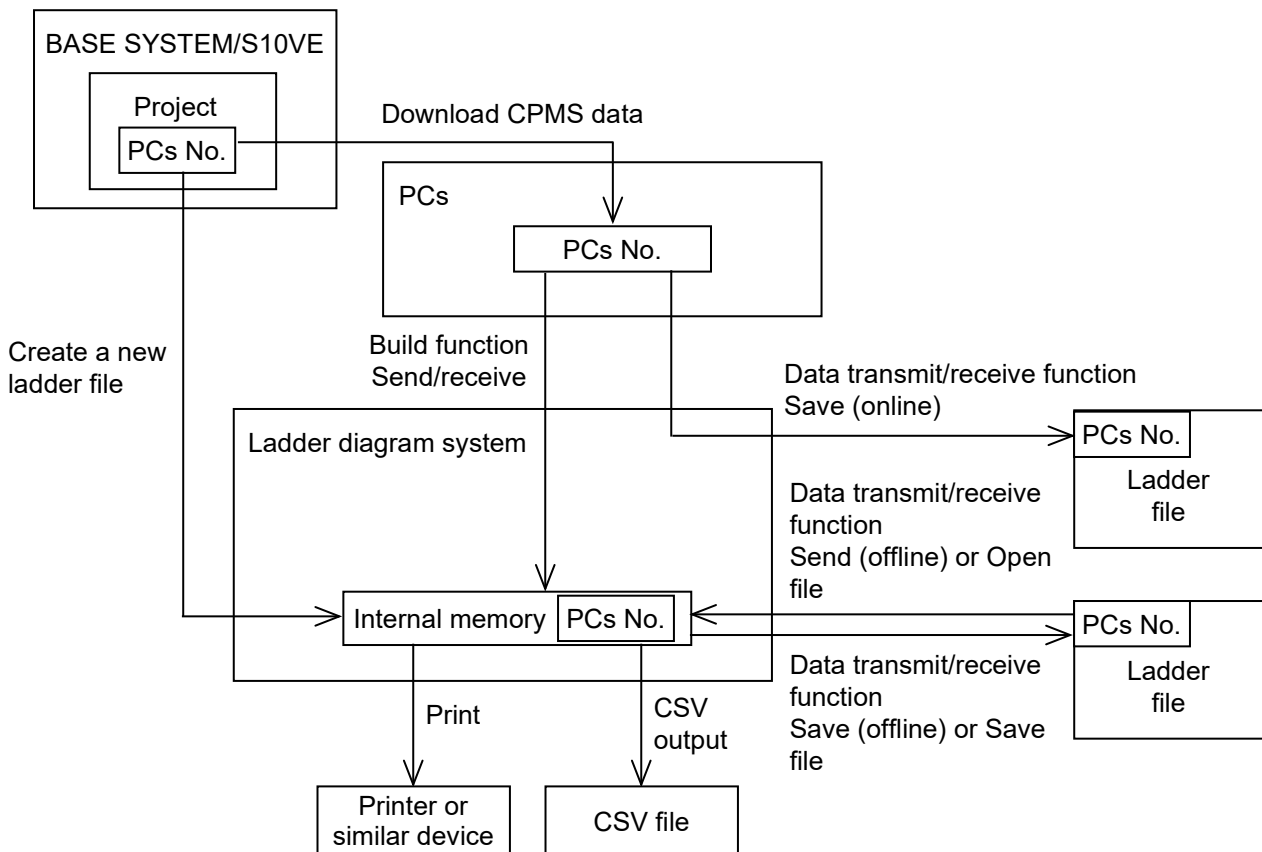 BASE SYSTEM/S10VE
Project
PCs No.
Download CPMS data
PCs
PCs No.
Create a new
ladder file
Build function
Send/receive
Data transmit/receive function
Save (online)
PCs No.
Ladder
file
Ladder diagram system
Data transmit/receive
function
Send (offline) or Open
file
Internal memory
PCs No.
PCs No.
Ladder
file
Data transmit/receive
function
Save (offline) or Save
file
Print
CSV
output
Printer or
similar device
CSV file